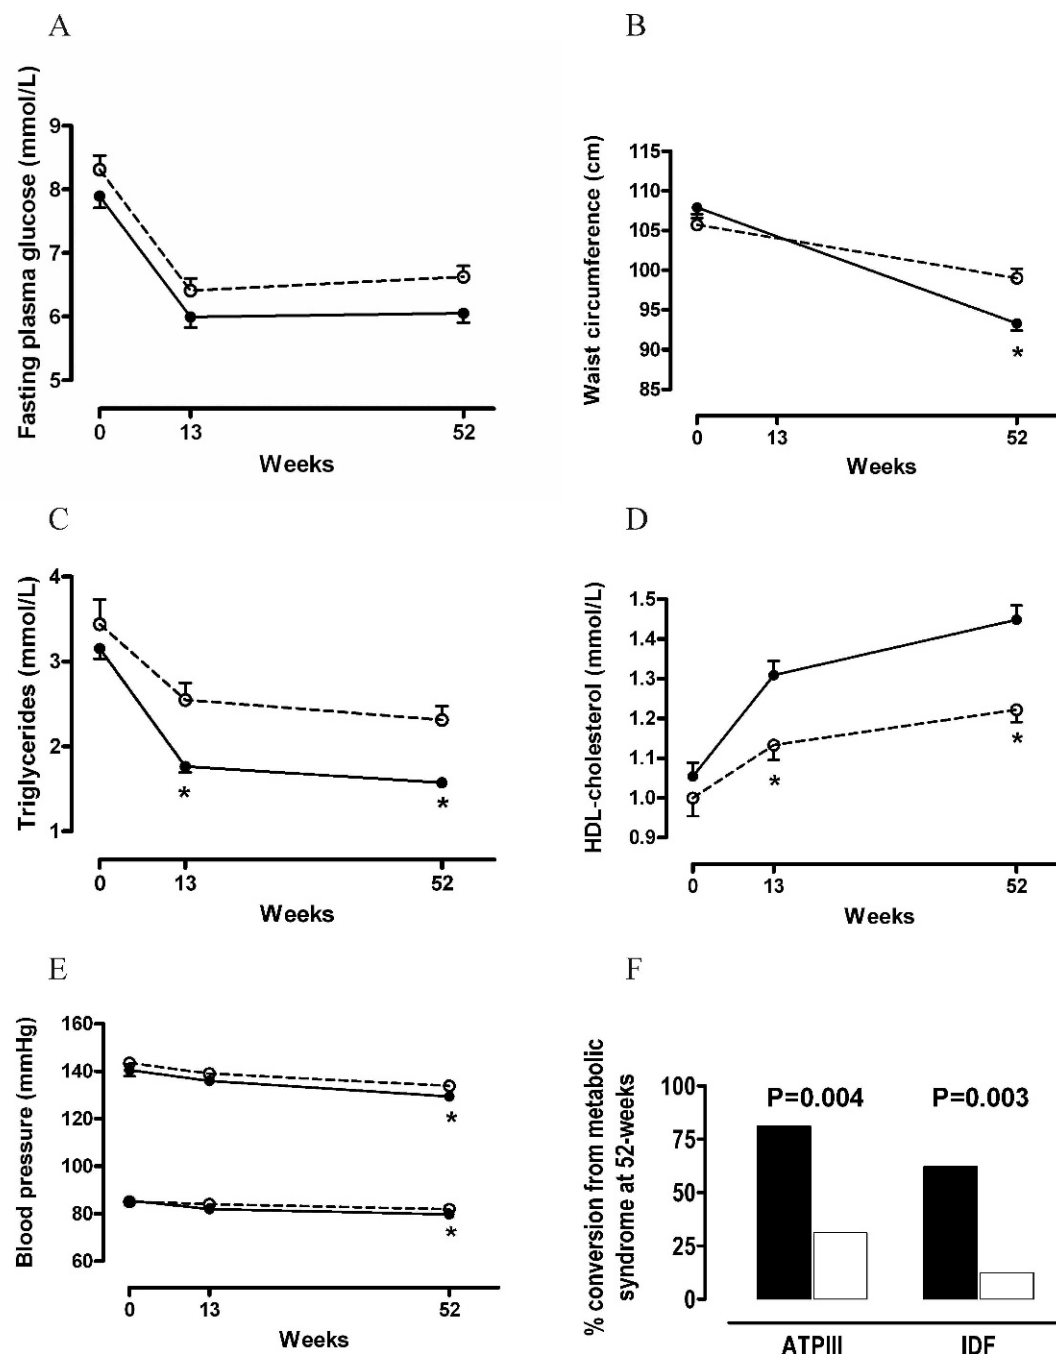 A
Fasting plasma glucose (mmol/L)
9
8
7
6
5
0 13 52
Weeks
B
Waist circumference (cm)
115
110
105
100
95
90
85
*
0 13 52
Weeks
C
Triglycerides (mmol/L)
4
3
2
1
* *
0 13 52
Weeks
D
HDL-cholesterol (mmol/L)
1.5
1.4
1.3
1.2
1.1
1.0
0.9
* *
0 13 52
Weeks
E
Blood pressure (mmHg)
160
140
120
100
80
60
*
*
0 13 52
Weeks
F
% conversion from metabolic
syndrome at 52-weeks
100
75
50
25
0
P=0.004 P=0.003
ATPIII IDF